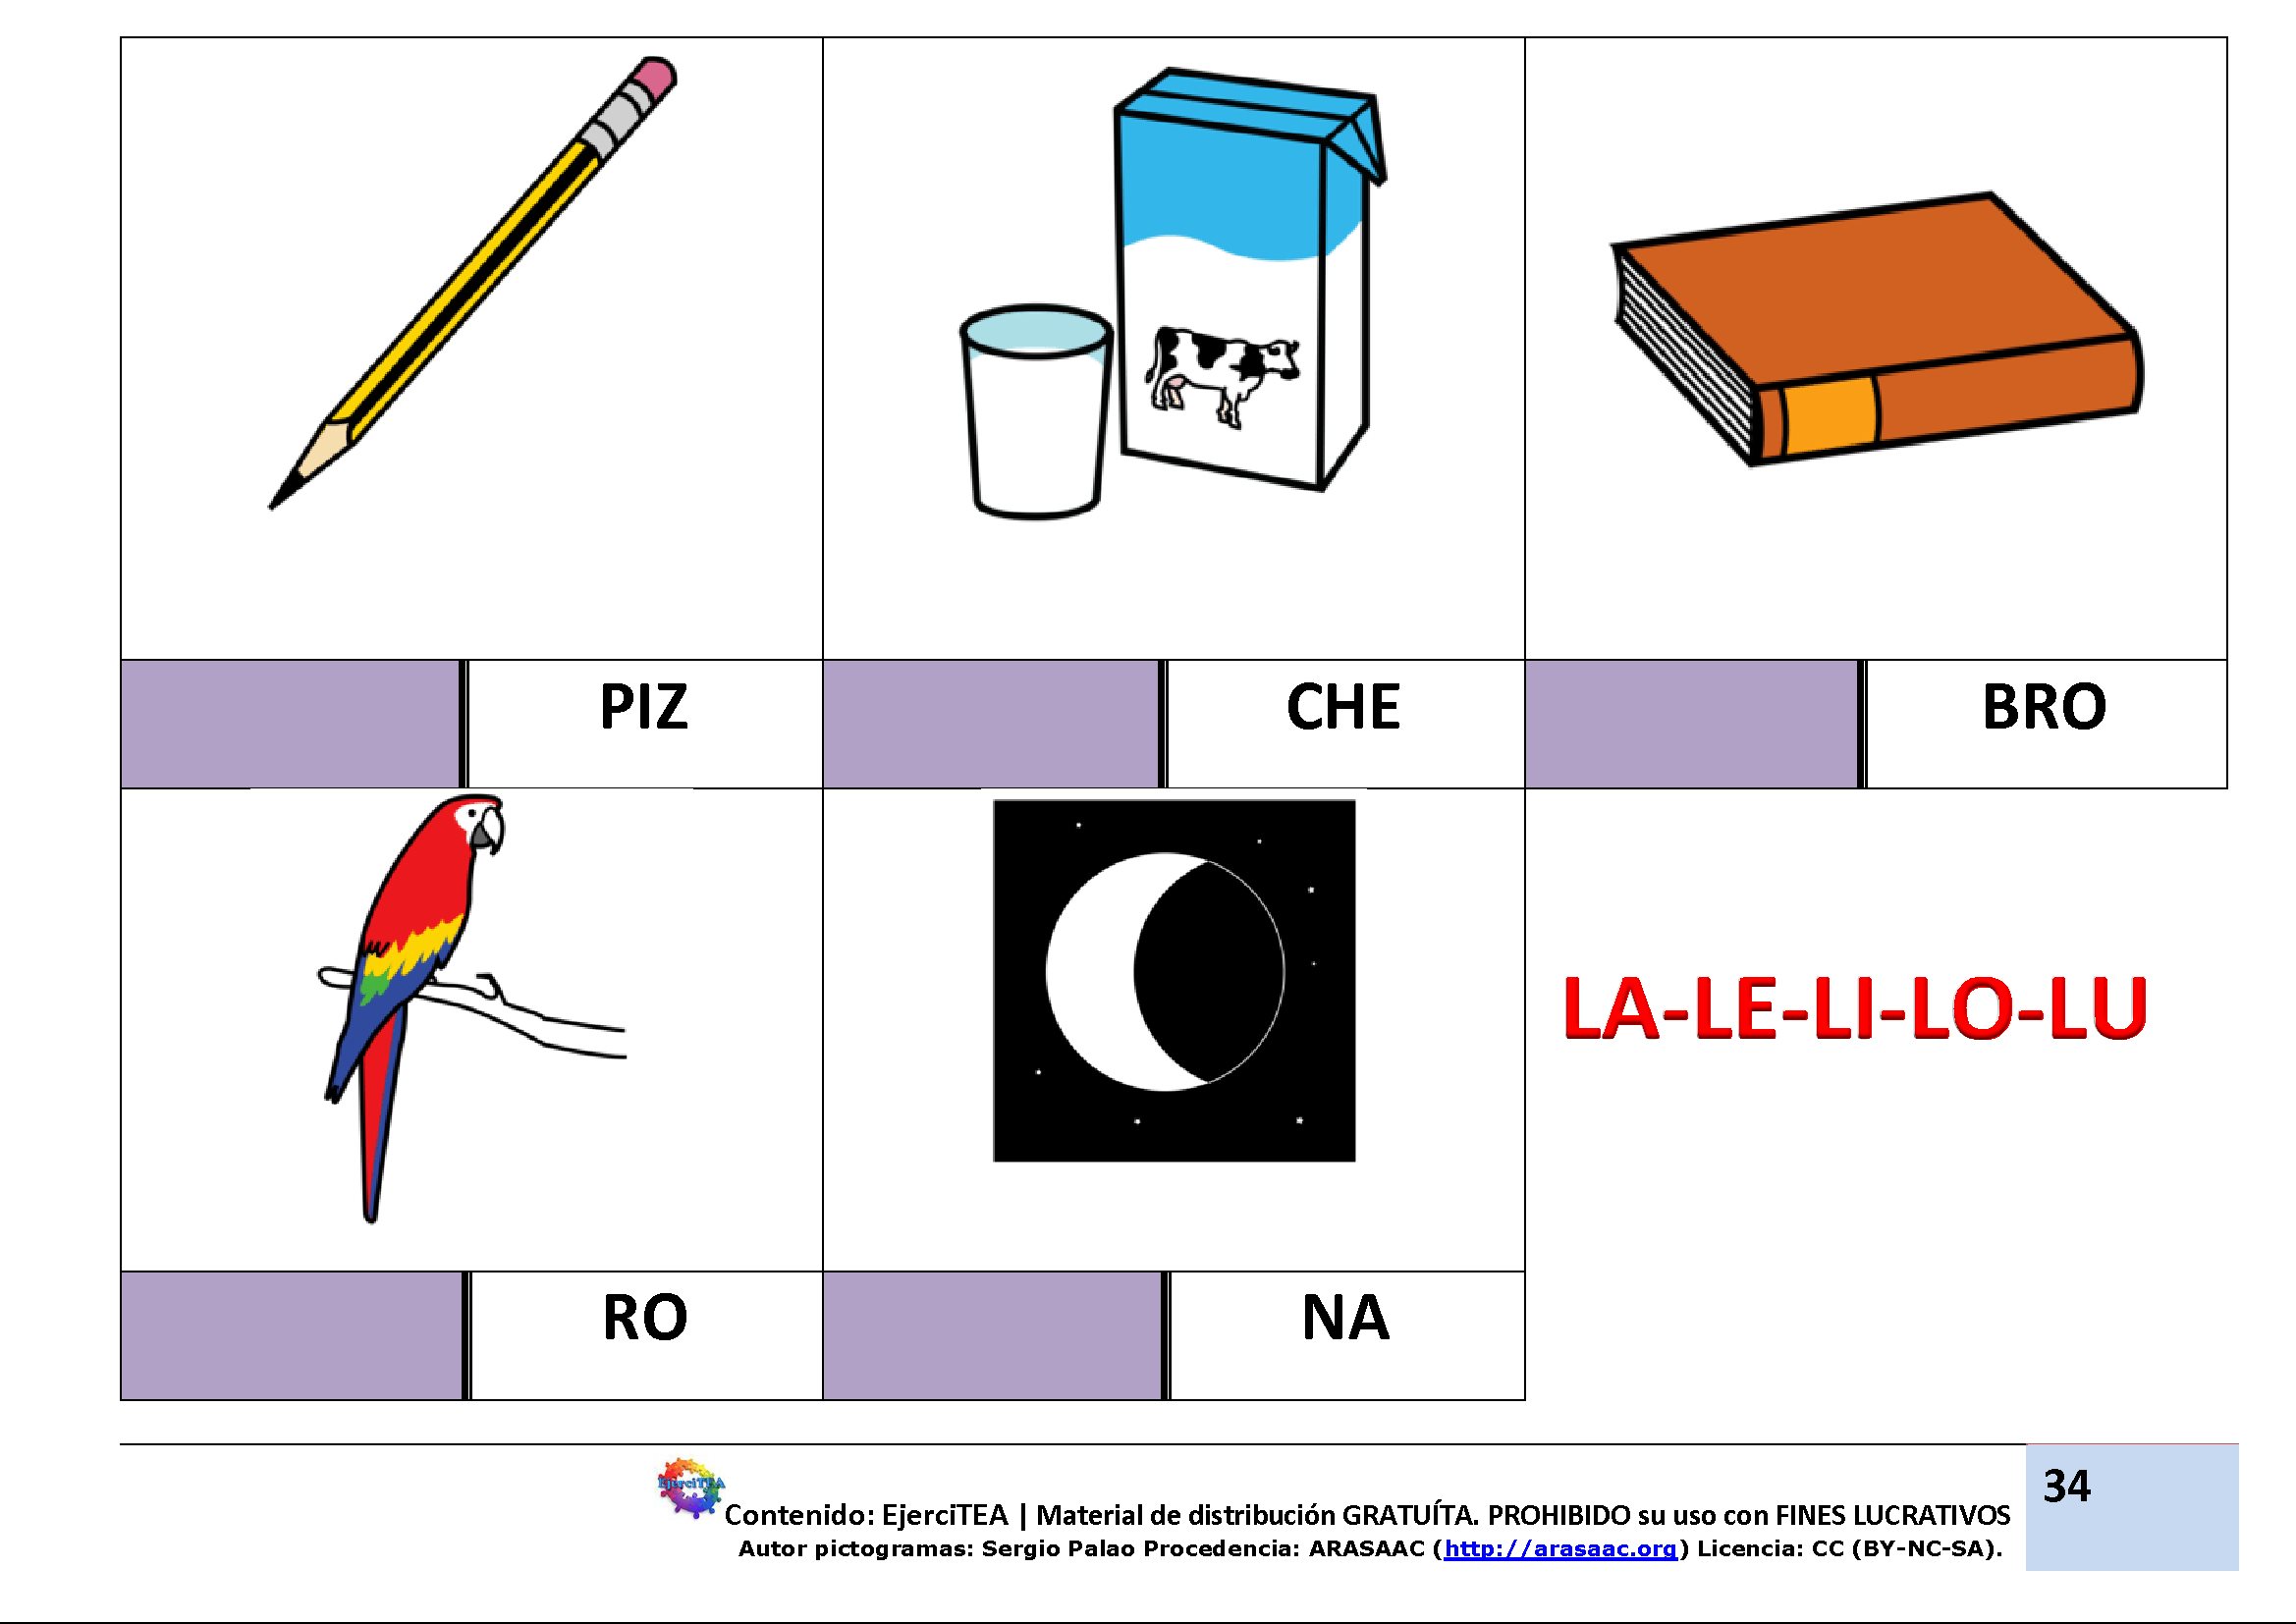 PIZ
CHE
BRO
LA-LE-LI-LO-LU
RO
NA
EjerciTEA
Contenido: EjerciTEA | Material de distribución GRATUÍTA. PROHIBIDO su uso con FINES LUCRATIVOS
34
Autor pictogramas: Sergio Palao Procedencia: ARASAAC (http://arasaac.org) Licencia: CC (BY-NC-SA).